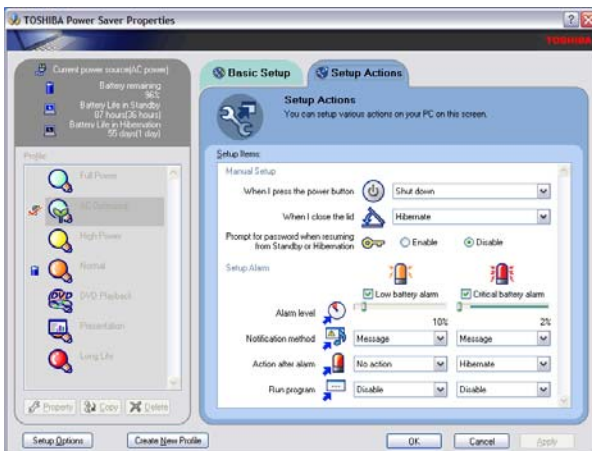 TOSHIBA Power Saver Properties
TOSHIBA
Current power source(AC power)
Battery remaining
96%
Battery Life in Standby
87 hours(36 hours)
Battery Life in Hibernation
55 days(1 day)
Profile
Full Power
High Power
Normal
DVD Playback
Presentation
Long Life
Property
Copy
Delete
Setup Options
Create New Profile
Basic Setup
Setup Actions
Setup Actions
You can setup various actions on your PC on this screen.
Setup Items:
Manual Setup
When I press the power button
Shut down
When I close the lid
Hibernate
Prompt for password when resuming
from Standby or Hibernation
Enable
Disable
Setup Alarm
Low battery alarm
Critical battery alarm
Alarm level
10%
2%
Notification method
Message
Message
Action after alarm
No action
Hibernate
Run program
Disable
Disable
OK
Cancel
Apply